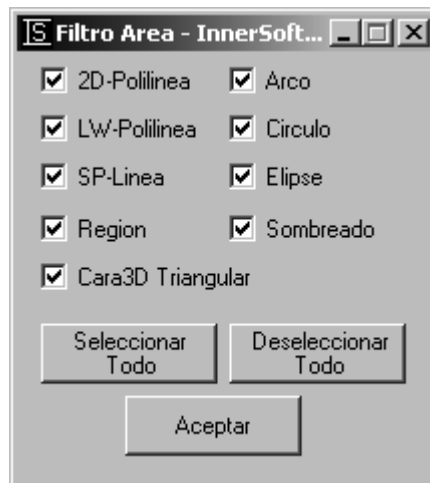 IS Filtro Area - InnerSoft...
2D-Polilinea Arco
LW-Polilinea Circulo
SP-Linea Elipse
Region Sombreado
Cara3D Triangular
Seleccionar Todo
Deseleccionar Todo
Aceptar